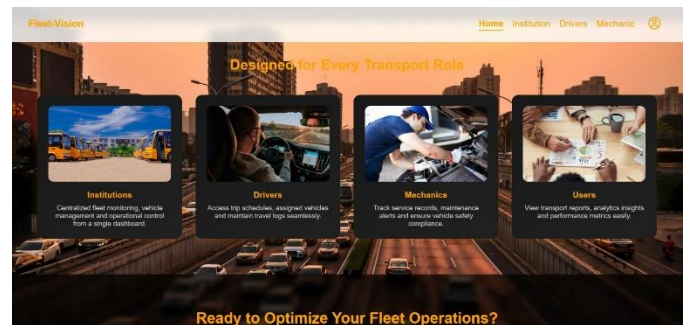 Fleet-Vision
Home Institution Drivers Mechanic
Designed for Every Transport Role
Institutions
Centralized fleet monitoring, vehicle
management and operational control
from a single dashboard.
Drivers
Access trip schedules, assigned vehicles
and maintain travel logs seamlessly.
Mechanics
Track service records, maintenance
alerts and ensure vehicle safety
compliance.
Users
View transport reports, analytics insights
and performance metrics easily.
Ready to Optimize Your Fleet Operations?